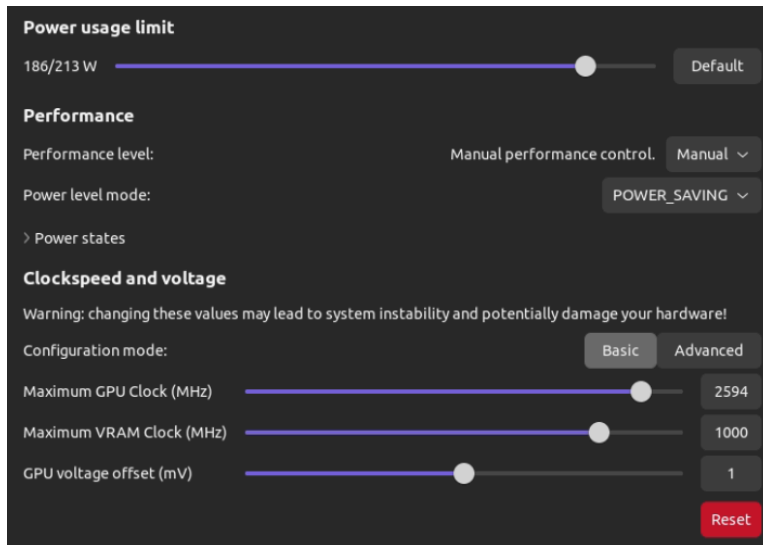 Power usage limit
186/213 W Default
Performance
Performance level: Manual performance control. Manual
Power level mode: POWER_SAVING
Power states
Clockspeed and voltage
Warning: changing these values may lead to system instability and potentially damage your hardware!
Configuration mode: Basic Advanced
Maximum GPU Clock (MHz) 2594
Maximum VRAM Clock (MHz) 1000
GPU voltage offset (mV) 1
Reset